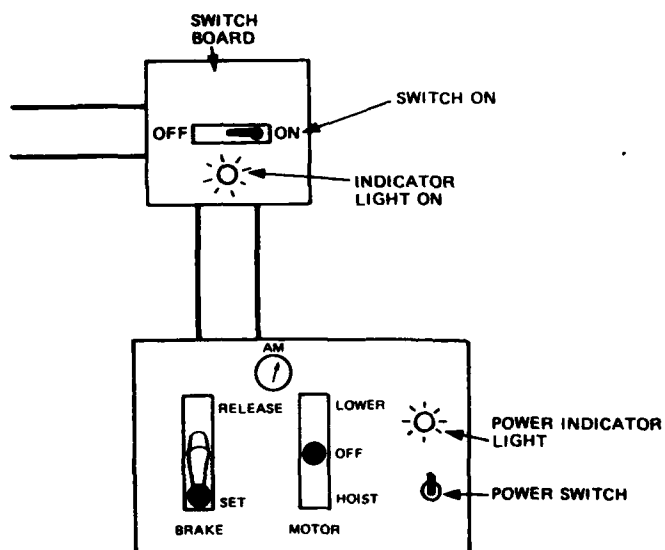 SWITCH
BOARD
SWITCH ON
OFF ON
INDICATOR
LIGHT ON
AM
RELEASE
LOWER
POWER INDICATOR
LIGHT
OFF
SET
HOIST
POWER SWITCH
BRAKE
MOTOR